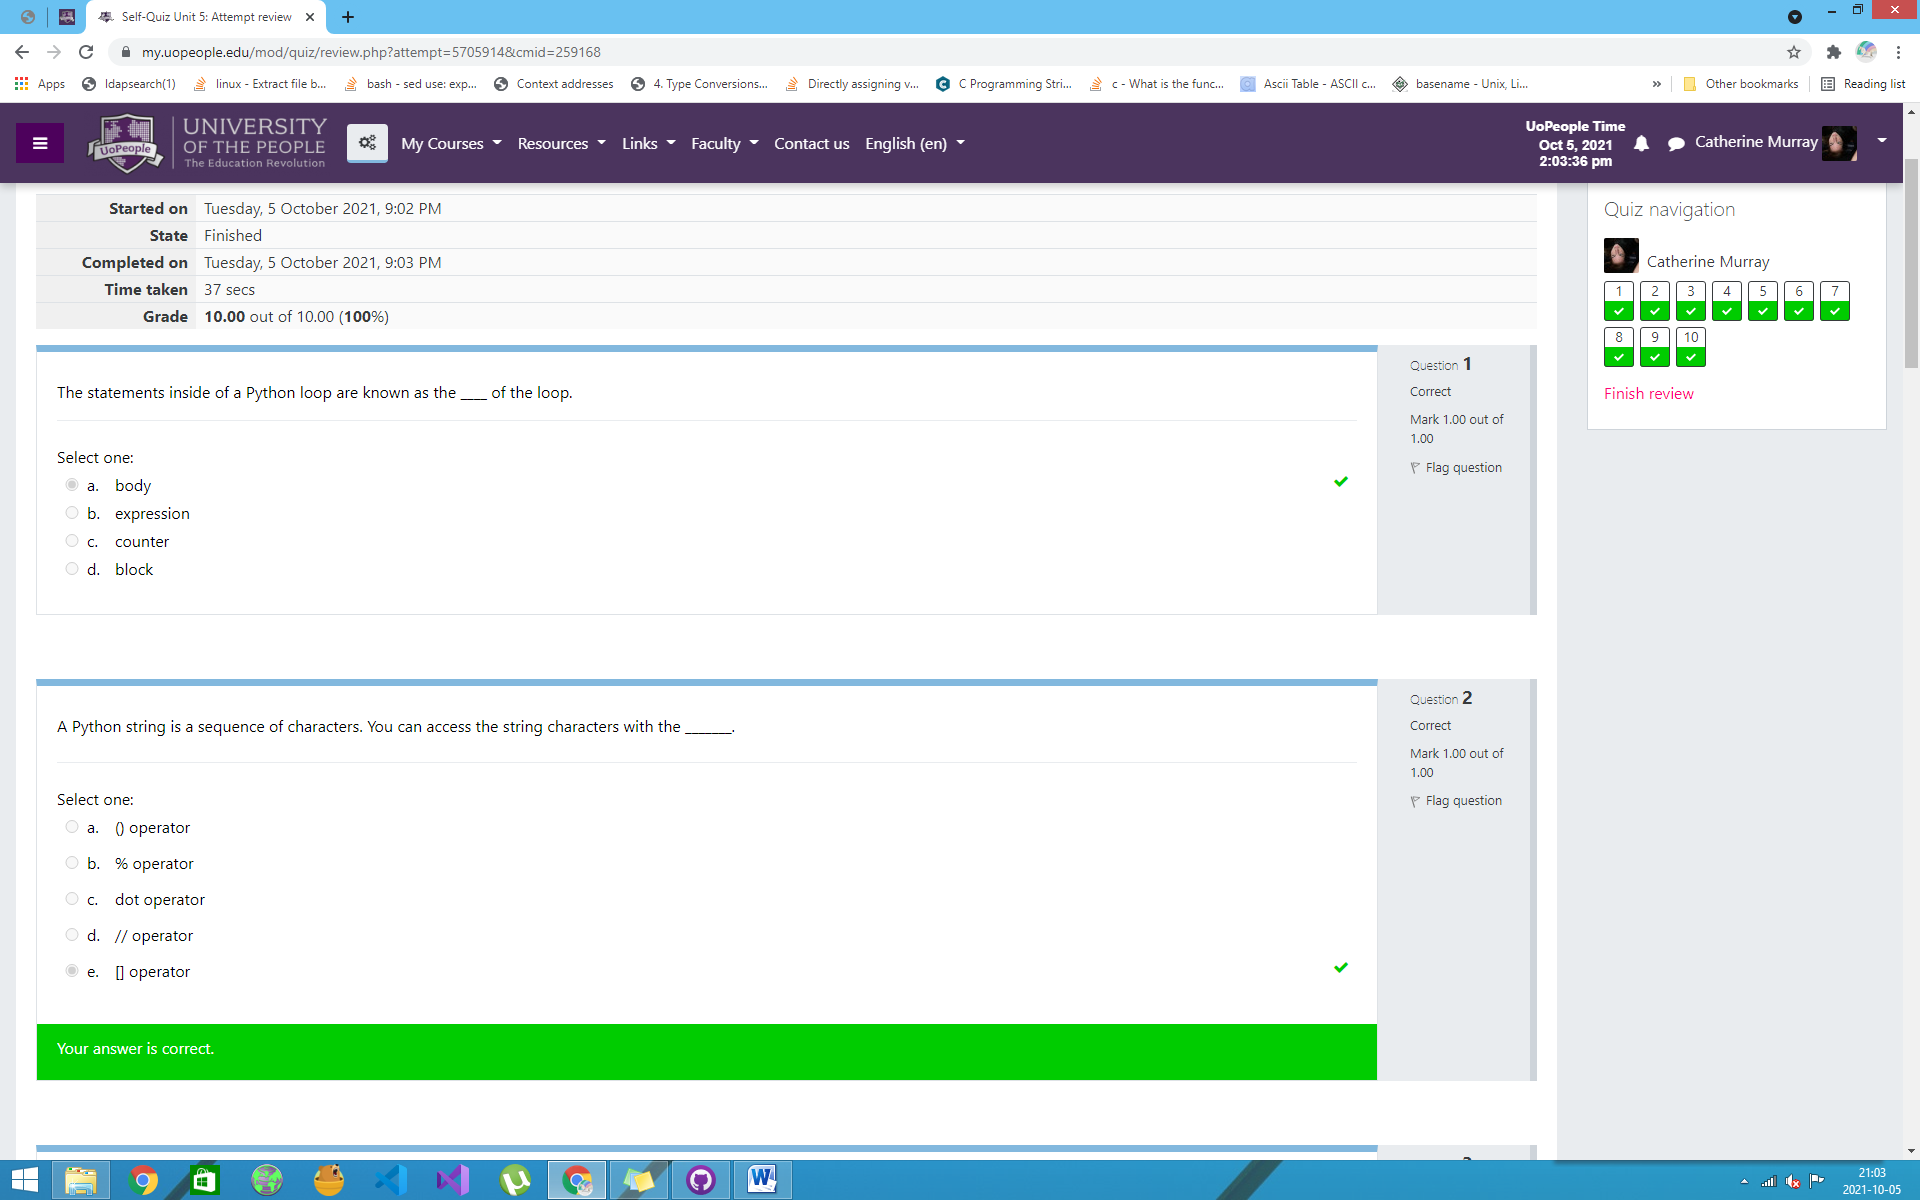 Self-Quiz Unit 5: Attempt review
my.uopeople.edu/mod/quiz/review.php?attempt=5705914&cmid=259168
Apps ldapsearch(1) linux - Extract file b... bash - sed use: exp... Context addresses 4. Type Conversions... Directly assigning v... C Programming Stri... c - What is the func... Ascii Table - ASCII c... basename - Unix, Li... » Other bookmarks Reading list
UoPeople
UNIVERSITY
OF THE PEOPLE
The Education Revolution
My Courses Resources Links Faculty Contact us English (en)
UoPeople Time
Oct 5, 2021
2:03:36 pm
Catherine Murray
Started on Tuesday, 5 October 2021, 9:02 PM
State Finished
Completed on Tuesday, 5 October 2021, 9:03 PM
Time taken 37 secs
Grade 10.00 out of 10.00 (100%)
Question 1
Correct
Mark 1.00 out of
1.00
Flag question
The statements inside of a Python loop are known as the ____ of the loop.
Select one:
a. body
b. expression
c. counter
d. block
Question 2
Correct
Mark 1.00 out of
1.00
Flag question
A Python string is a sequence of characters. You can access the string characters with the _______.
Select one:
a. () operator
b. % operator
c. dot operator
d. // operator
e. [] operator
Your answer is correct.
Quiz navigation
Catherine Murray
1 2 3 4 5 6 7
8 9 10
Finish review
21:03
2021-10-05